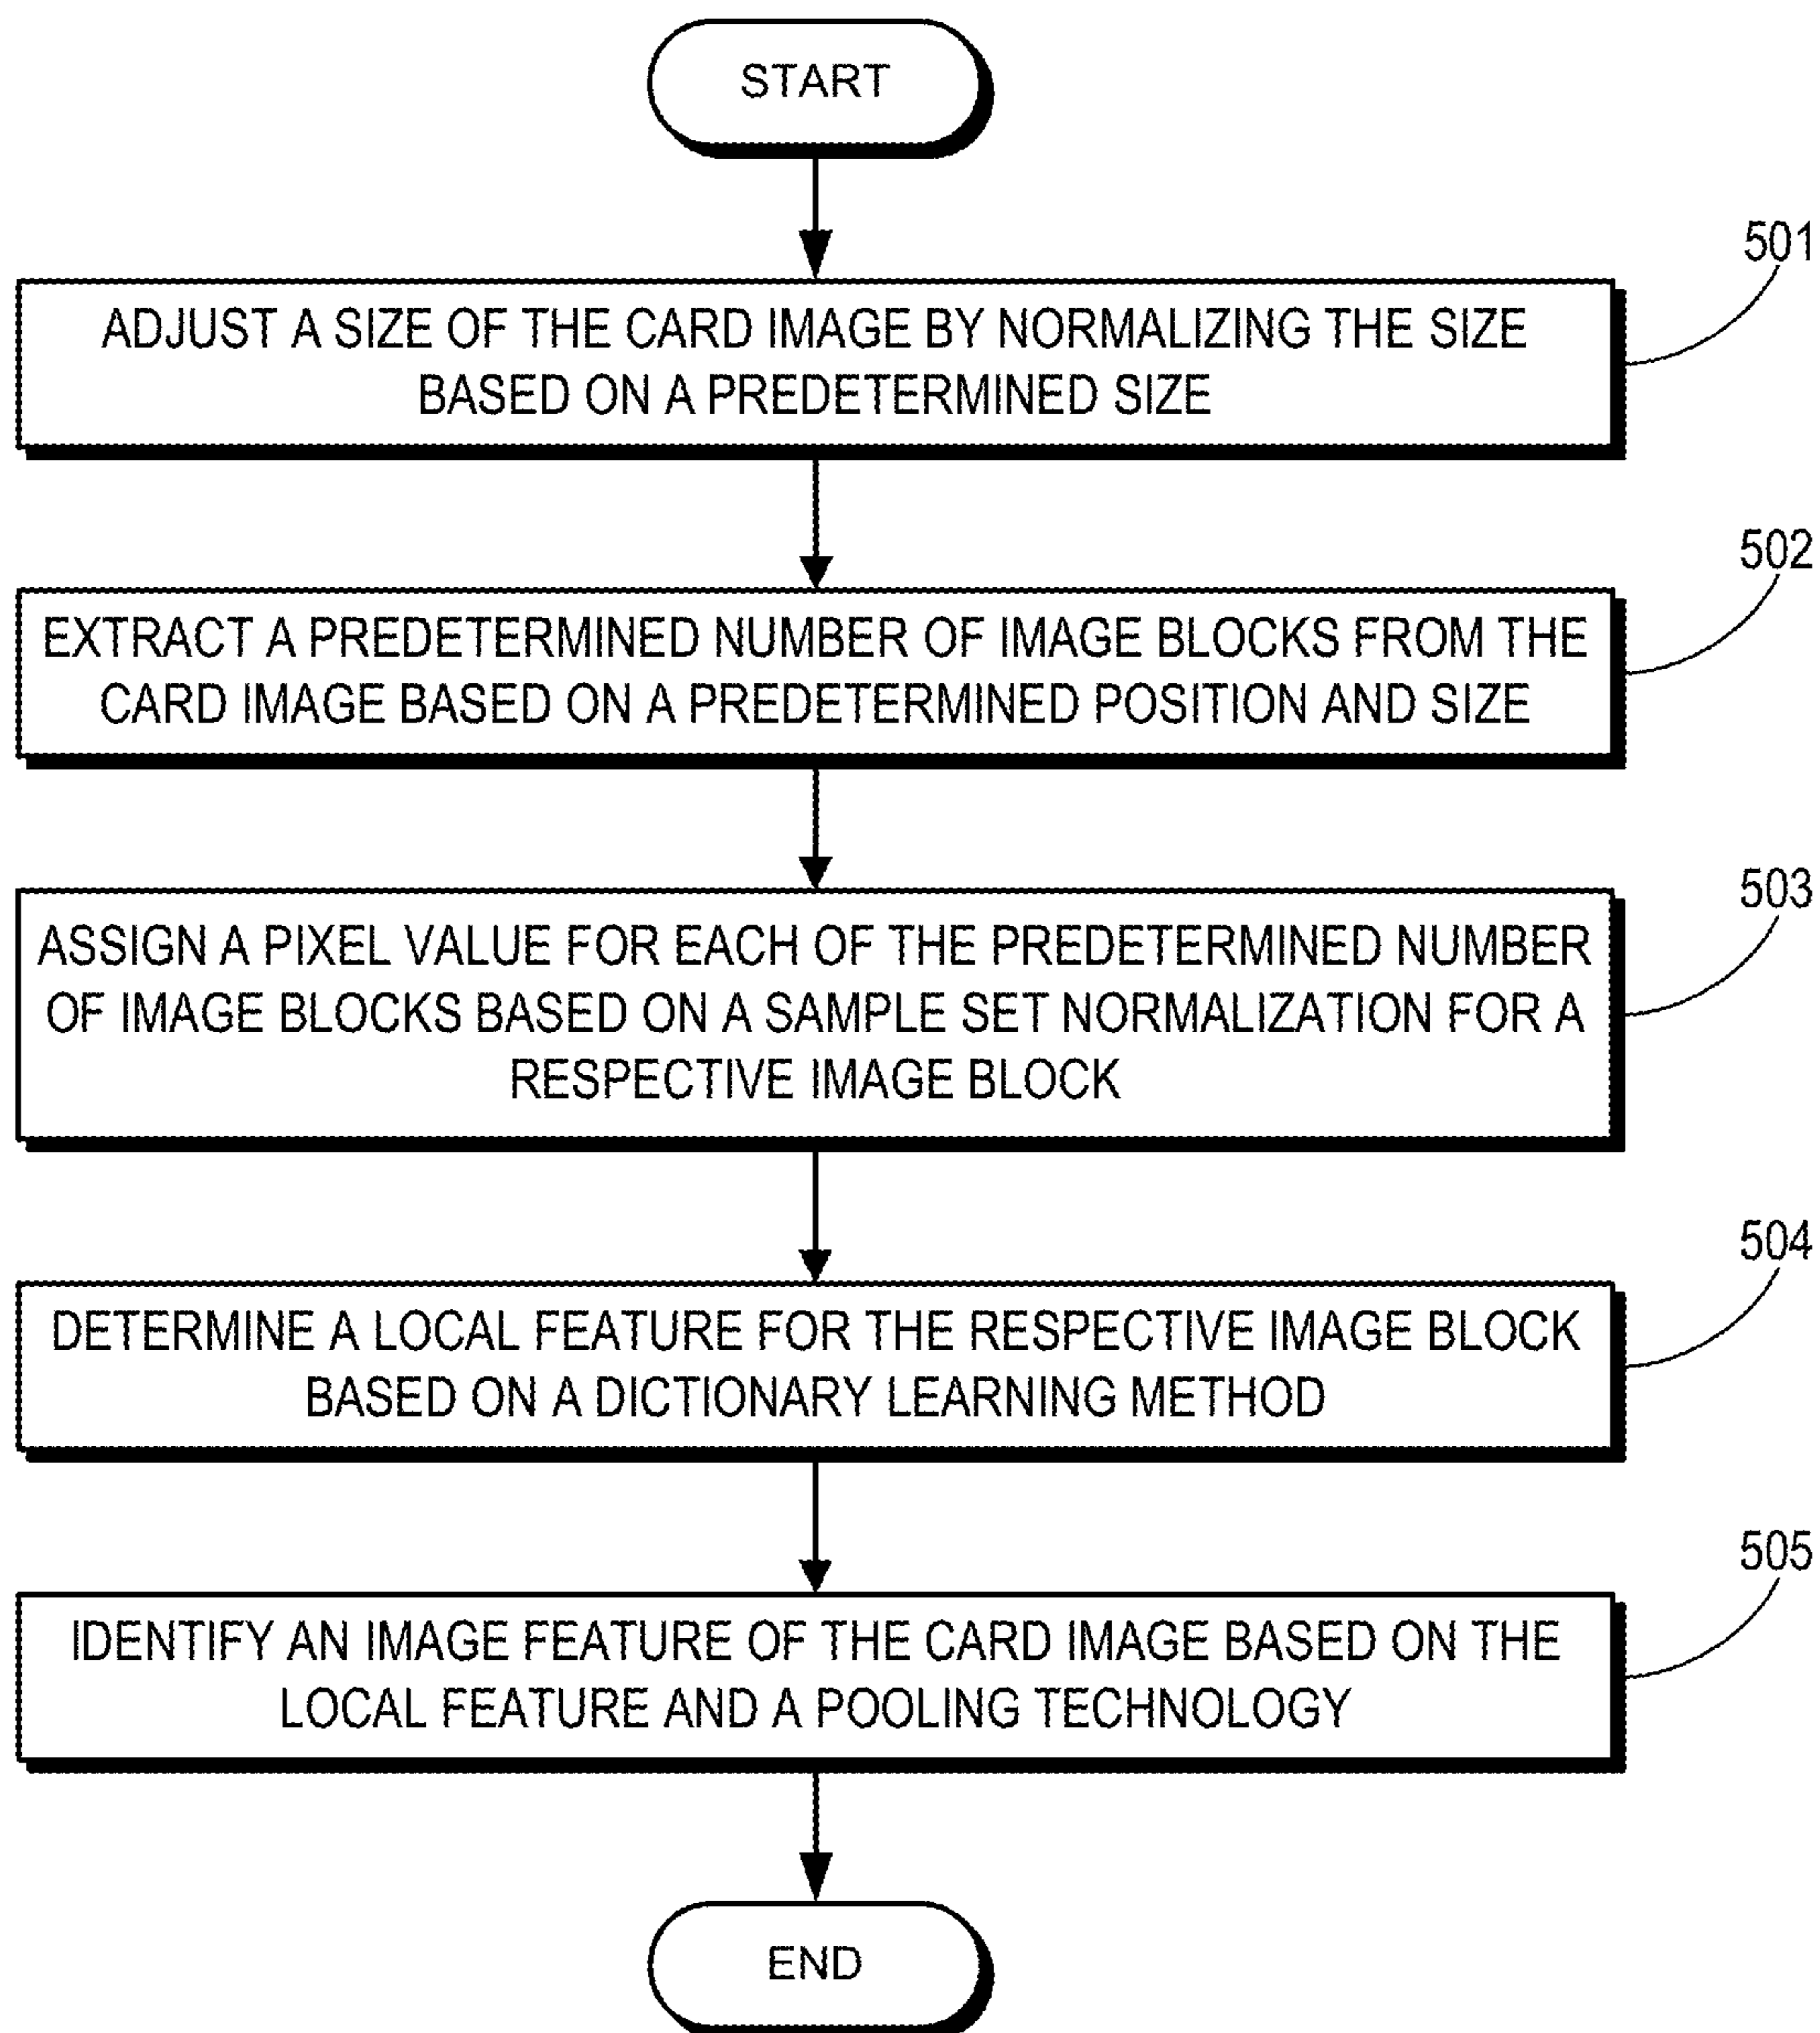 START
501
ADJUST A SIZE OF THE CARD IMAGE BY NORMALIZING THE SIZE
BASED ON A PREDETERMINED SIZE
502
EXTRACT A PREDETERMINED NUMBER OF IMAGE BLOCKS FROM THE
CARD IMAGE BASED ON A PREDETERMINED POSITION AND SIZE
503
ASSIGN A PIXEL VALUE FOR EACH OF THE PREDETERMINED NUMBER
OF IMAGE BLOCKS BASED ON A SAMPLE SET NORMALIZATION FOR A
RESPECTIVE IMAGE BLOCK
504
DETERMINE A LOCAL FEATURE FOR THE RESPECTIVE IMAGE BLOCK
BASED ON A DICTIONARY LEARNING METHOD
505
IDENTIFY AN IMAGE FEATURE OF THE CARD IMAGE BASED ON THE
LOCAL FEATURE AND A POOLING TECHNOLOGY
END